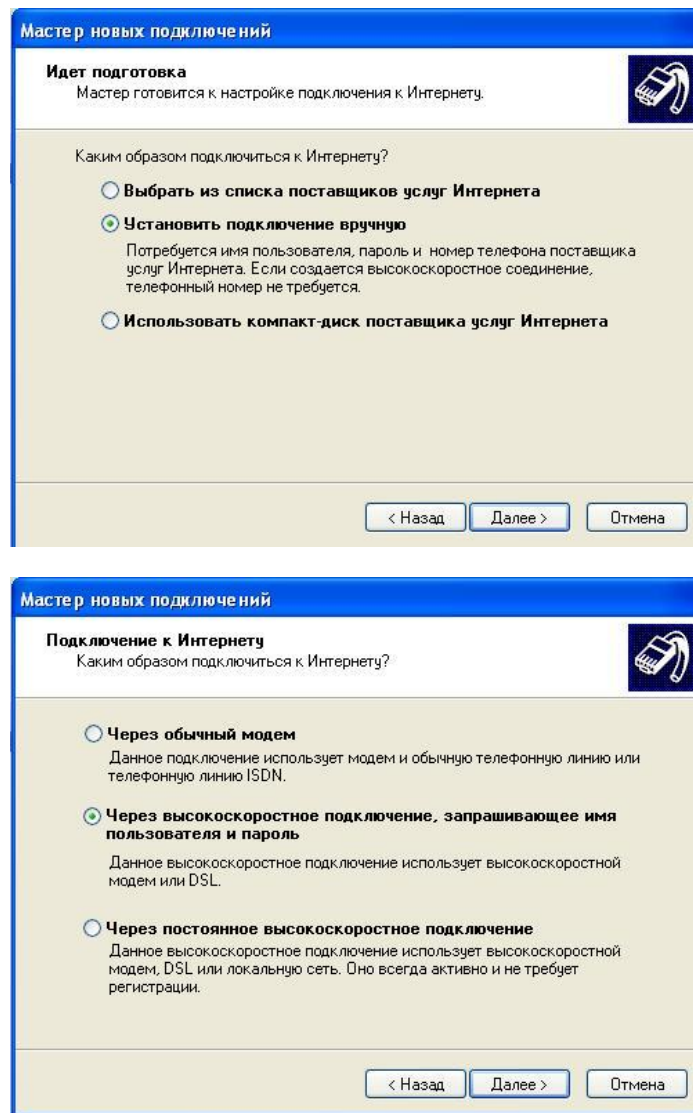 Мастер новых подключений
Идет подготовка
Мастер готовится к настройке подключения к Интернету.
Каким образом подключиться к Интернету?
Выбрать из списка поставщиков услуг Интернета
Установить подключение вручную
Потребуется имя пользователя, пароль и номер телефона поставщика
услуг Интернета. Если создается высокоскоростное соединение,
телефонный номер не требуется.
Использовать компакт-диск поставщика услуг Интернета
< Назад Далее > Отмена
Мастер новых подключений
Подключение к Интернету
Каким образом подключиться к Интернету?
Через обычный модем
Данное подключение использует модем и обычную телефонную линию или
телефонную линию ISDN.
Через высокоскоростное подключение, запрашивающее имя
пользователя и пароль
Данное высокоскоростное подключение использует высокоскоростной
модем или DSL.
Через постоянное высокоскоростное подключение
Данное высокоскоростное подключение использует высокоскоростной
модем, DSL или локальную сеть. Оно всегда активно и не требует
регистрации.
< Назад Далее > Отмена